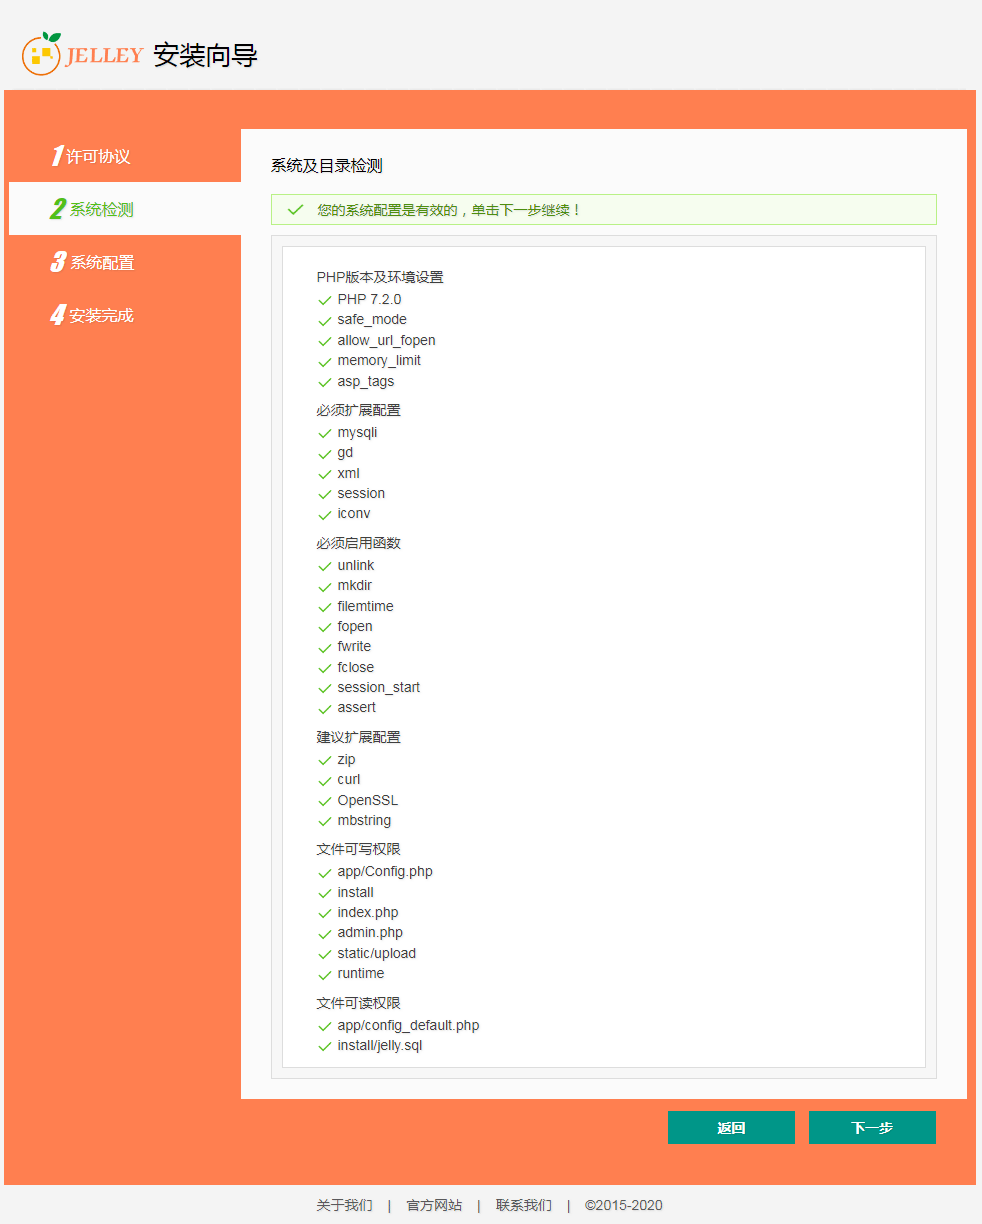 JELLEY 安装向导
1 许可协议
2 系统检测
3 系统配置
4 安装完成
系统及目录检测
您的系统配置是有效的，单击下一步继续！
PHP版本及环境设置
PHP 7.2.0
safe_mode
allow_url_fopen
memory_limit
asp_tags
必须扩展配置
mysqli
gd
xml
session
iconv
必须启用函数
unlink
mkdir
filemtime
fopen
fwrite
fclose
session_start
assert
建议扩展配置
zip
curl
OpenSSL
mbstring
文件可写权限
app/Config.php
install
index.php
admin.php
static/upload
runtime
文件可读权限
app/config_default.php
install/jelly.sql
返回 下一步
关于我们 | 官方网站 | 联系我们 | ©2015-2020